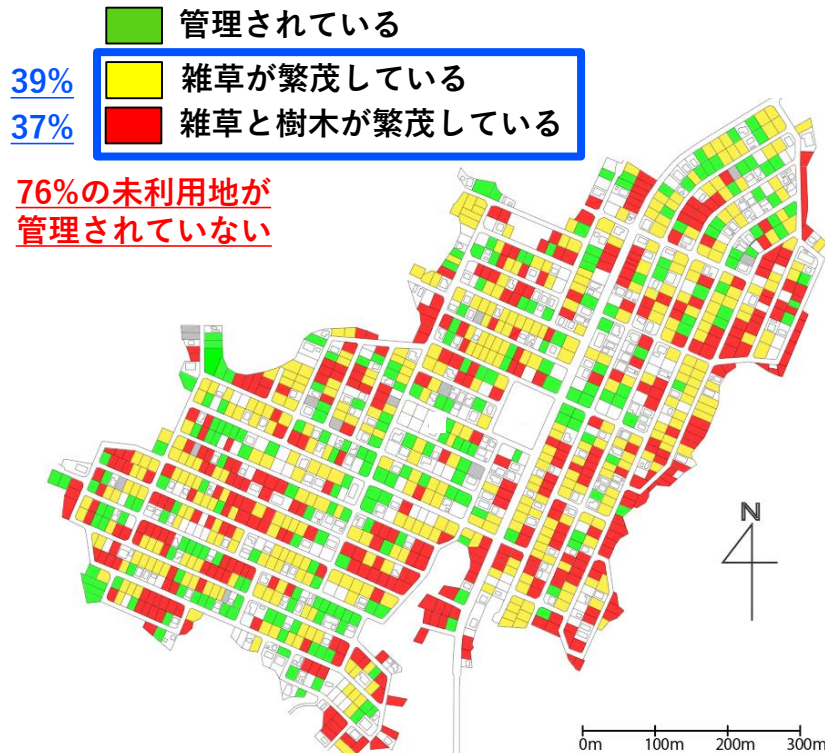 管理されている
39% 雑草が繁茂している
37% 雑草と樹木が繁茂している
76%の未利用地が
管理されていない
N
0m 100m 200m 300m